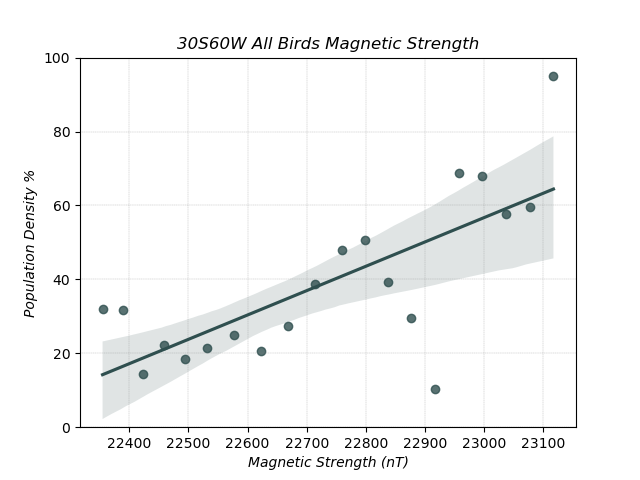 30S60W All Birds Magnetic Strength
100
80
60
40
20
0
Population Density %
22400 22500 22600 22700 22800 22900 23000 23100
Magnetic Strength (nT)